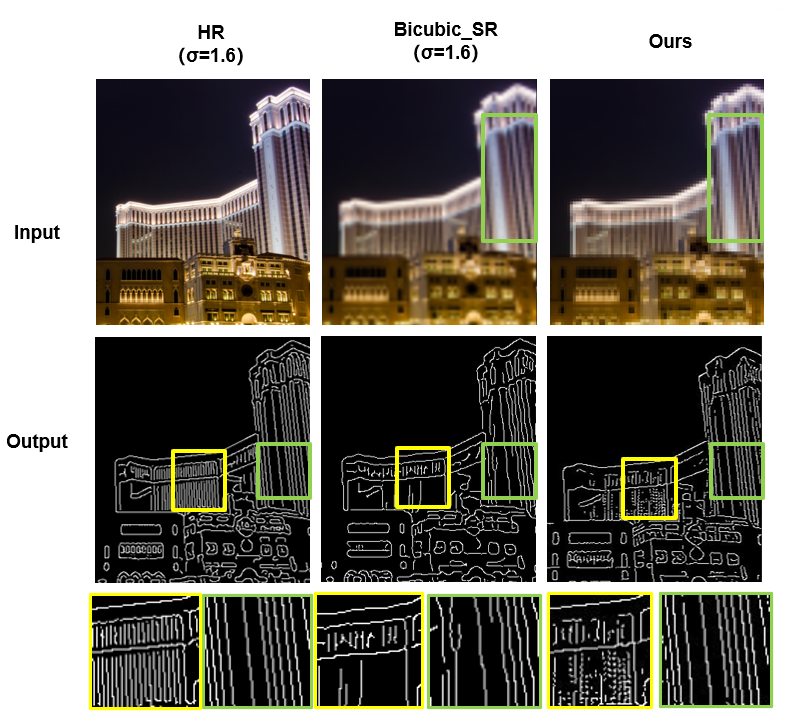 HR
(σ=1.6)
Bicubic_SR
(σ=1.6)
Ours
Input
Output